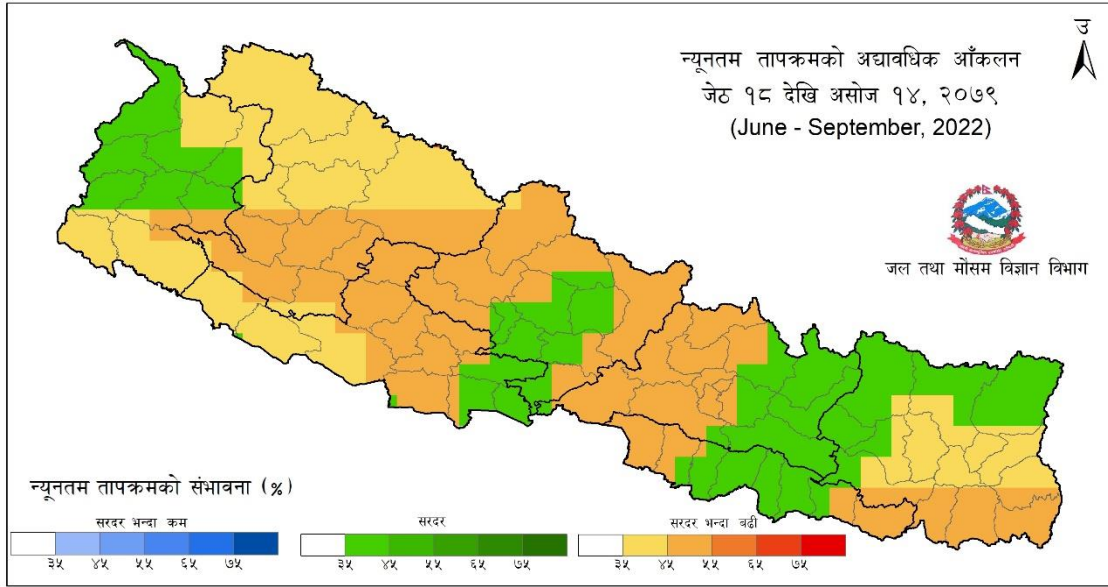 उ
न्यूनतम तापक्रमको अद्यावधिक आँकलन
जेठ १८ देखि असोज १४, २०७९
(June - September, 2022)
जल तथा मौसम विज्ञान विभाग
न्यूनतम तापक्रमको संभावना (%)
सरदर भन्दा कम
३५ ४५ ५५ ६५ ७५
सरदर
३५ ४५ ५५ ६५ ७५
सरदर भन्दा बढी
३५ ४५ ५५ ६५ ७५